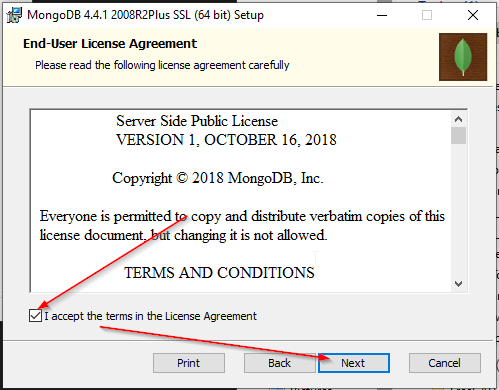 MongoDB 4.4.1 2008R2Plus SSL (64 bit) Setup
End-User License Agreement
Please read the following license agreement carefully
Server Side Public License
VERSION 1, OCTOBER 16, 2018
Copyright © 2018 MongoDB, Inc.
Everyone is permitted to copy and distribute verbatim copies of this
license document, but changing it is not allowed.
TERMS AND CONDITIONS
I accept the terms in the License Agreement
Print Back Next Cancel